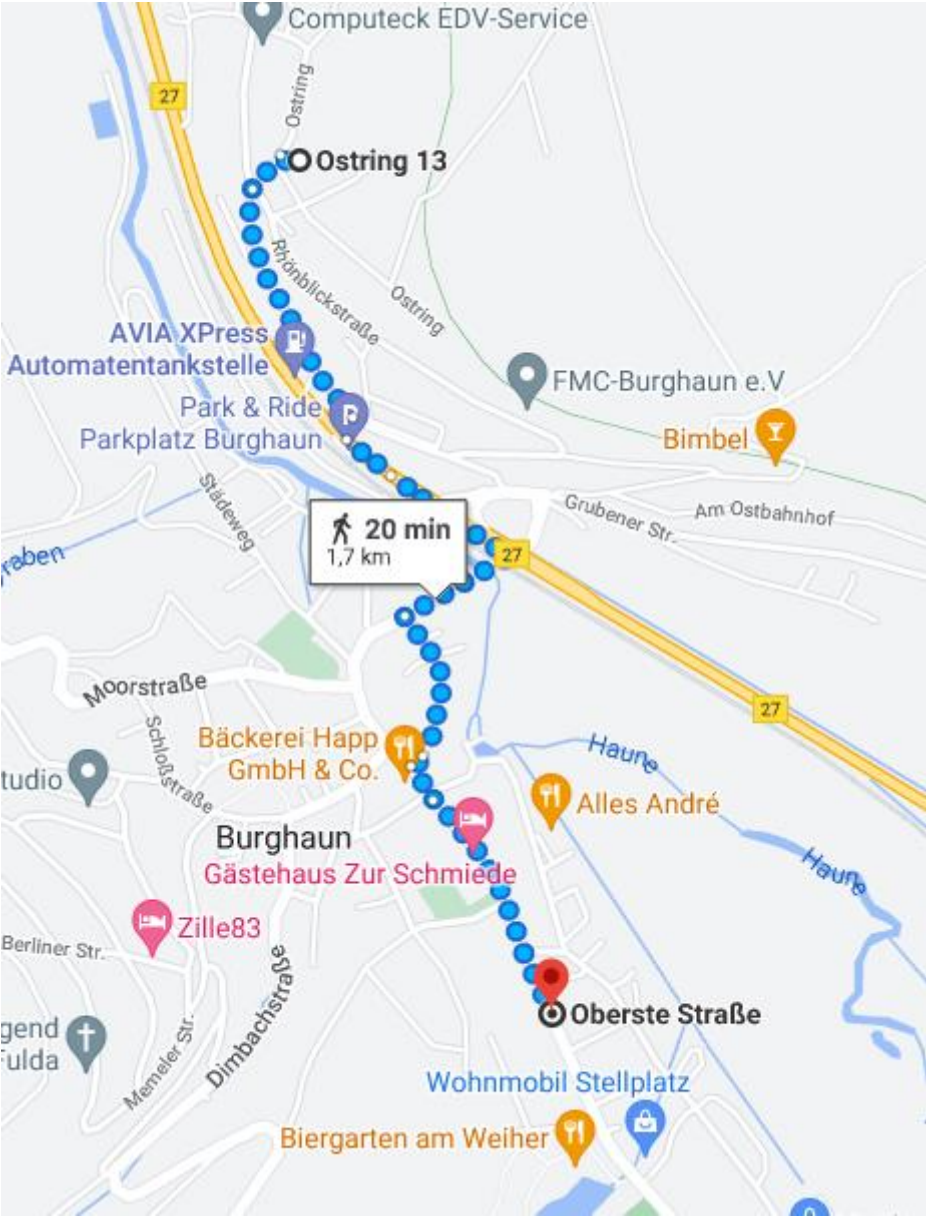 Computeck EDV-Service
27
Ostring
Ostring 13
Rhönblickstraße
Ostring
AVIA XPress
Automatentankstelle
FMC-Burghaun e.V
Park & Ride
Parkplatz Burghaun
P
Bimbel
Städeweg
Grubener Str.
Am Ostbahnhof
20 min
1,7 km
27
raben
Moorstraße
27
Schloßstraße
Bäckerei Happ
GmbH & Co.
Haune
tudio
Alles André
Burghaun
Gästehaus Zur Schmiede
Haune
Zille83
Berliner Str.
Dimbachstraße
Oberste Straße
gend
Fulda
Memeler Str.
Wohnmobil Stellplatz
Biergarten am Weiher